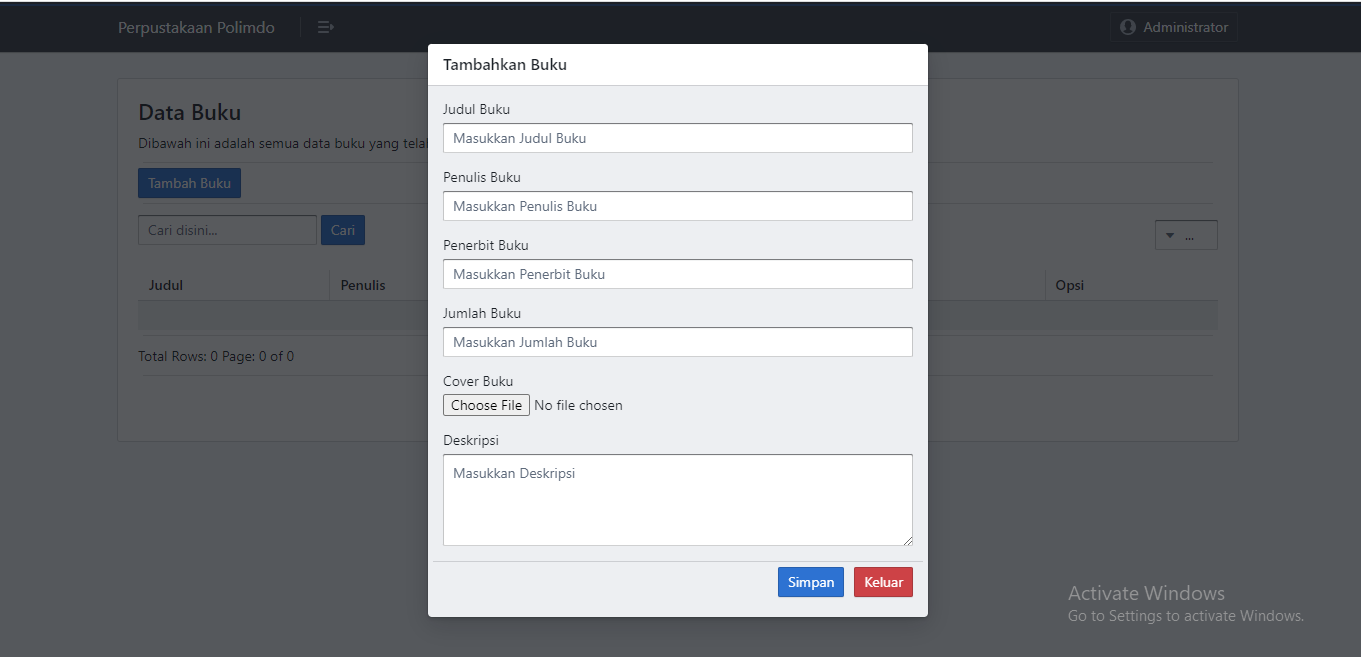 Perpustakaan Polimdo
Administrator
Tambahkan Buku
Data Buku
Dibawah ini adalah semua data buku yang tela
Tambah Buku
Cari disini...
Cari
...
Judul
Penulis
Opsi
Total Rows: 0 Page: 0 of 0
Judul Buku
Masukkan Judul Buku
Penulis Buku
Masukkan Penulis Buku
Penerbit Buku
Masukkan Penerbit Buku
Jumlah Buku
Masukkan Jumlah Buku
Cover Buku
Choose File No file chosen
Deskripsi
Masukkan Deskripsi
Simpan
Keluar
Activate Windows
Go to Settings to activate Windows.